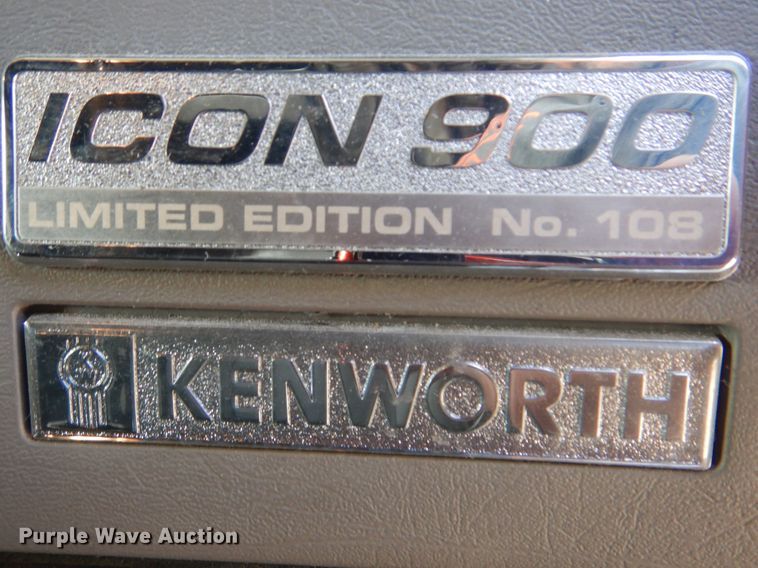 ICON 900
LIMITED EDITION No. 108
KENWORTH
Purple Wave Auction®